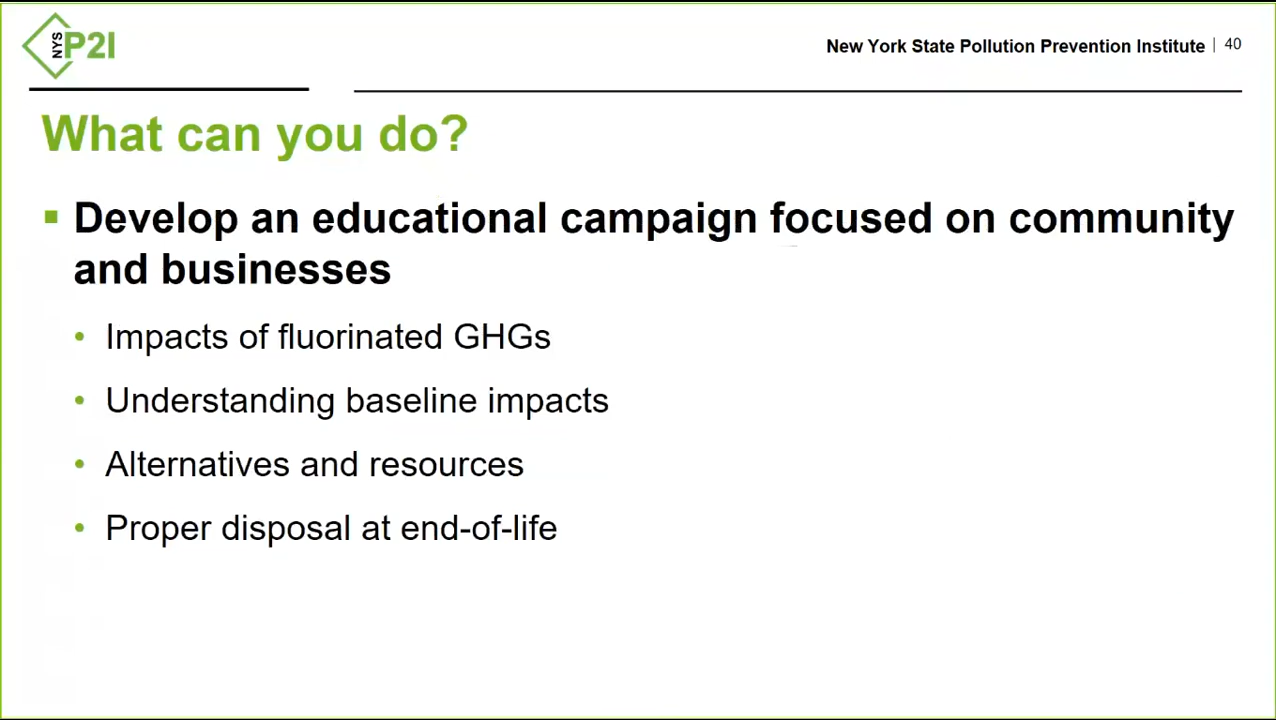 NYS P2I
New York State Pollution Prevention Institute | 40
What can you do?
▪ Develop an educational campaign focused on community
and businesses
• Impacts of fluorinated GHGs
• Understanding baseline impacts
• Alternatives and resources
• Proper disposal at end-of-life